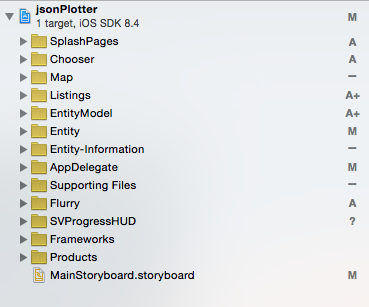 jsonPlotter M
1 target, iOS SDK 8.4
SplashPages A
Chooser A
Map –
Listings A+
EntityModel A+
Entity M
Entity-Information –
AppDelegate M
Supporting Files –
Flurry A
SVProgressHUD ?
Frameworks
Products
MainStoryboard.storyboard M